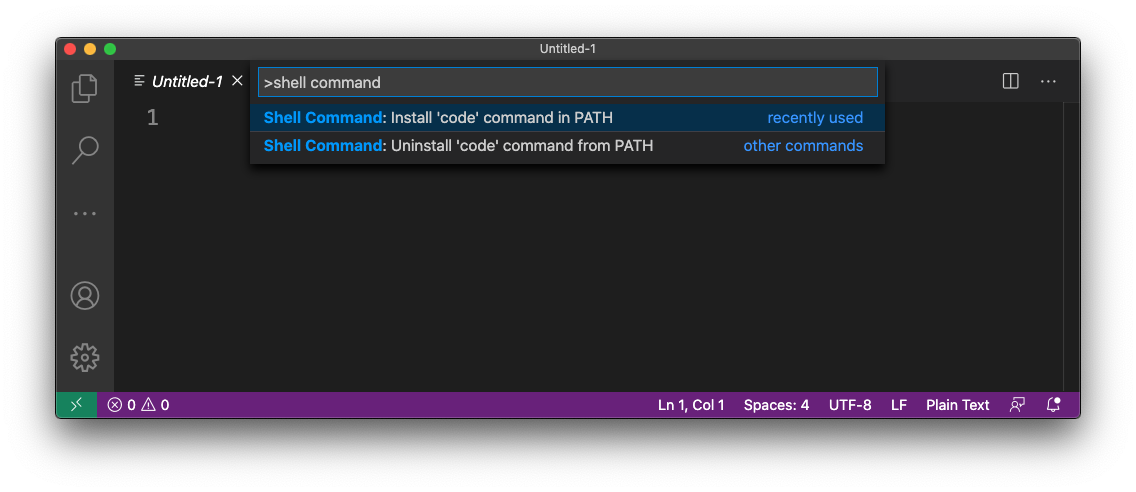 Untitled-1
Untitled-1
>shell command
1
Shell Command: Install 'code' command in PATH recently used
Shell Command: Uninstall 'code' command from PATH other commands
0 0 Ln 1, Col 1 Spaces: 4 UTF-8 LF Plain Text